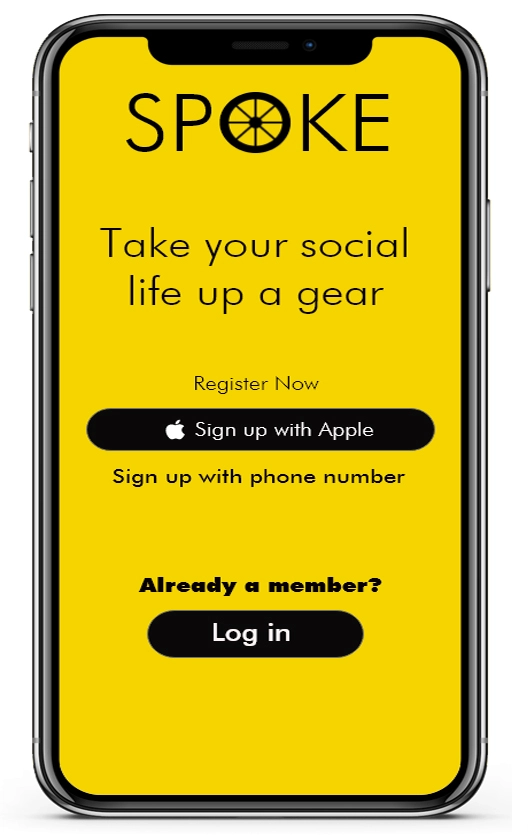 SPOKE
Take your social
life up a gear
Register Now
Sign up with Apple
Sign up with phone number
Already a member?
Log in